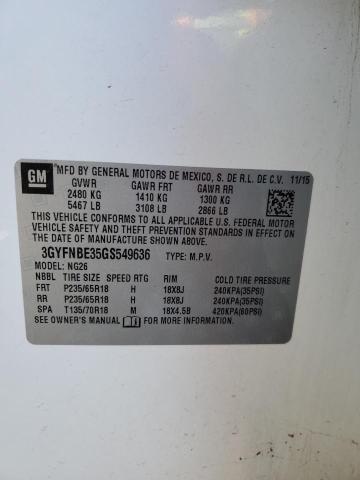 GM
MFD BY GENERAL MOTORS DE MEXICO, S. DE R.L. DE C.V. 11/15
GVWR GAWR FRT GAWR RR
2480 KG 1410 KG 1300 KG
5467 LB 3108 LB 2866 LB
THIS VEHICLE CONFORMS TO ALL APPLICABLE U.S. FEDERAL MOTOR
VEHICLE SAFETY AND THEFT PREVENTION STANDARDS IN EFFECT
ON THE DATE OF MANUFACTURE SHOWN ABOVE.
3GYFNBE35GS549636 TYPE: M.P.V.
MODEL: NG26
NBBL TIRE SIZE SPEED RTG RIM COLD TIRE PRESSURE
FRT P235/65R18 H 18X8J 240KPA(35PSI)
RR P235/65R18 H 18X8J 240KPA(35PSI)
SPA T135/70R18 M 18X4.5B 420KPA(60PSI)
SEE OWNER'S MANUAL FOR MORE INFORMATION.